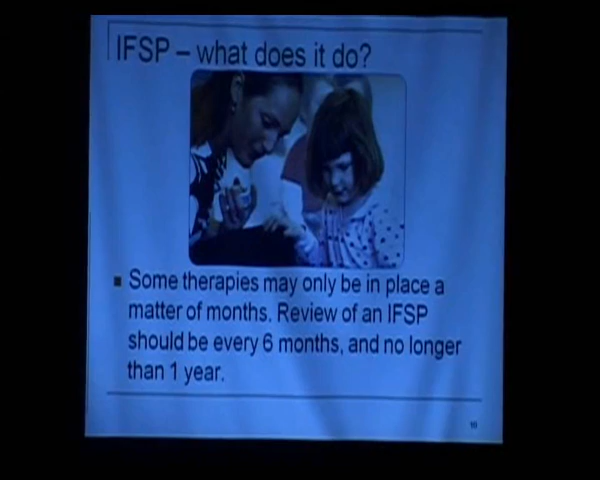 IFSP – what does it do?
Some therapies may only be in place a
matter of months. Review of an IFSP
should be every 6 months, and no longer
than 1 year.